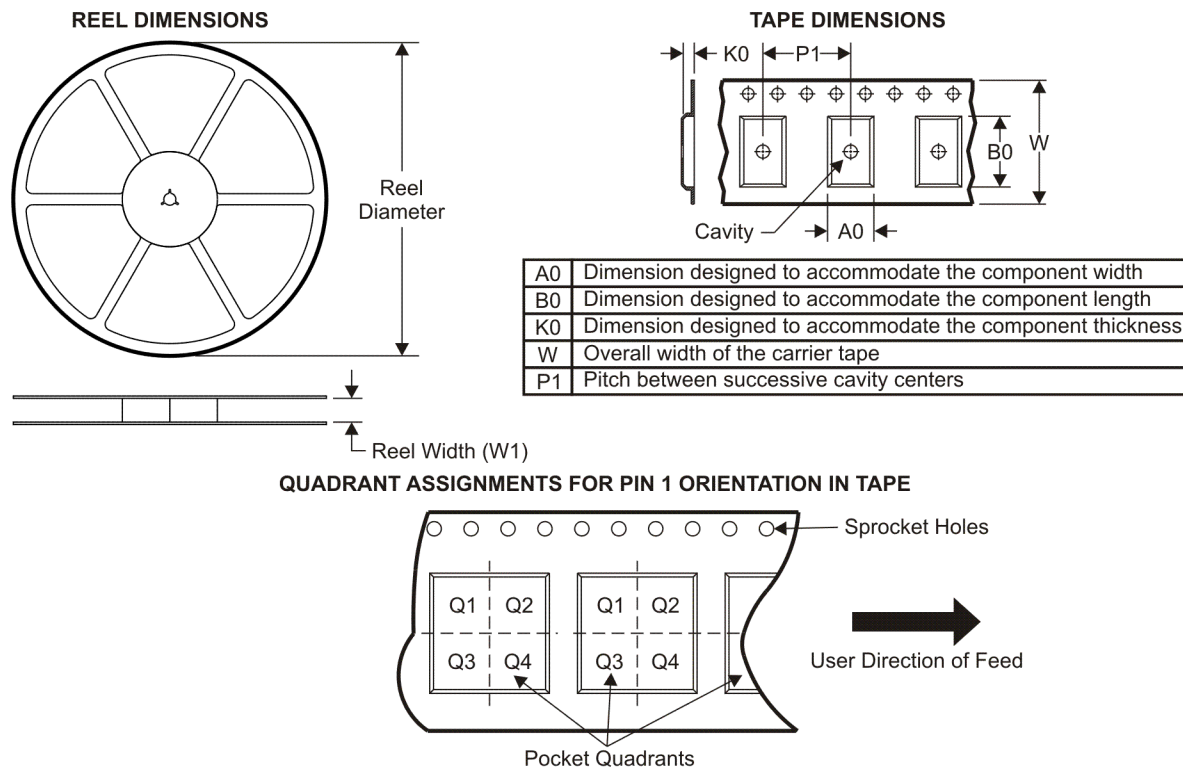 REEL DIMENSIONS
Reel
Diameter
Reel Width (W1)
TAPE DIMENSIONS
K0
P1
B0
W
Cavity
A0
A0 Dimension designed to accommodate the component width
B0 Dimension designed to accommodate the component length
K0 Dimension designed to accommodate the component thickness
W Overall width of the carrier tape
P1 Pitch between successive cavity centers
QUADRANT ASSIGNMENTS FOR PIN 1 ORIENTATION IN TAPE
Sprocket Holes
Q1 Q2 Q1 Q2
Q3 Q4 Q3 Q4
User Direction of Feed
Pocket Quadrants